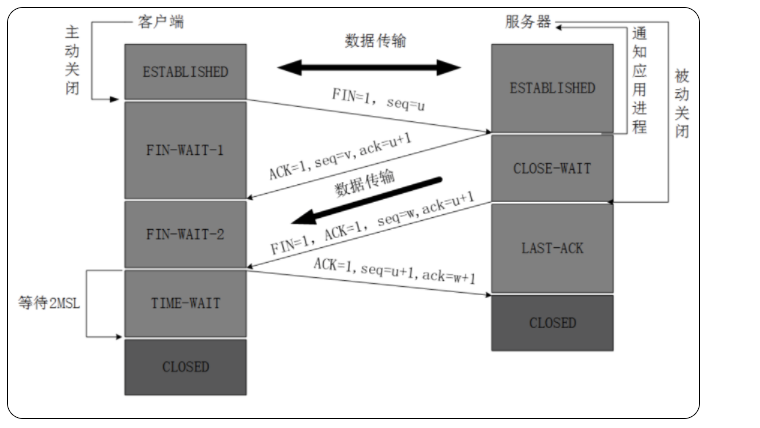 客户端
服务器
主动关闭
数据传输
通知应用进程
被动关闭
ESTABLISHED
ESTABLISHED
FIN=1, seq=u
FIN-WAIT-1
ACK=1,seq=v,ack=u+1
CLOSE-WAIT
数据传输
FIN-WAIT-2
FIN=1, ACK=1, seq=w,ack=u+1
LAST-ACK
ACK=1,seq=u+1,ack=w+1
等待2MSL
TIME-WAIT
CLOSED
CLOSED